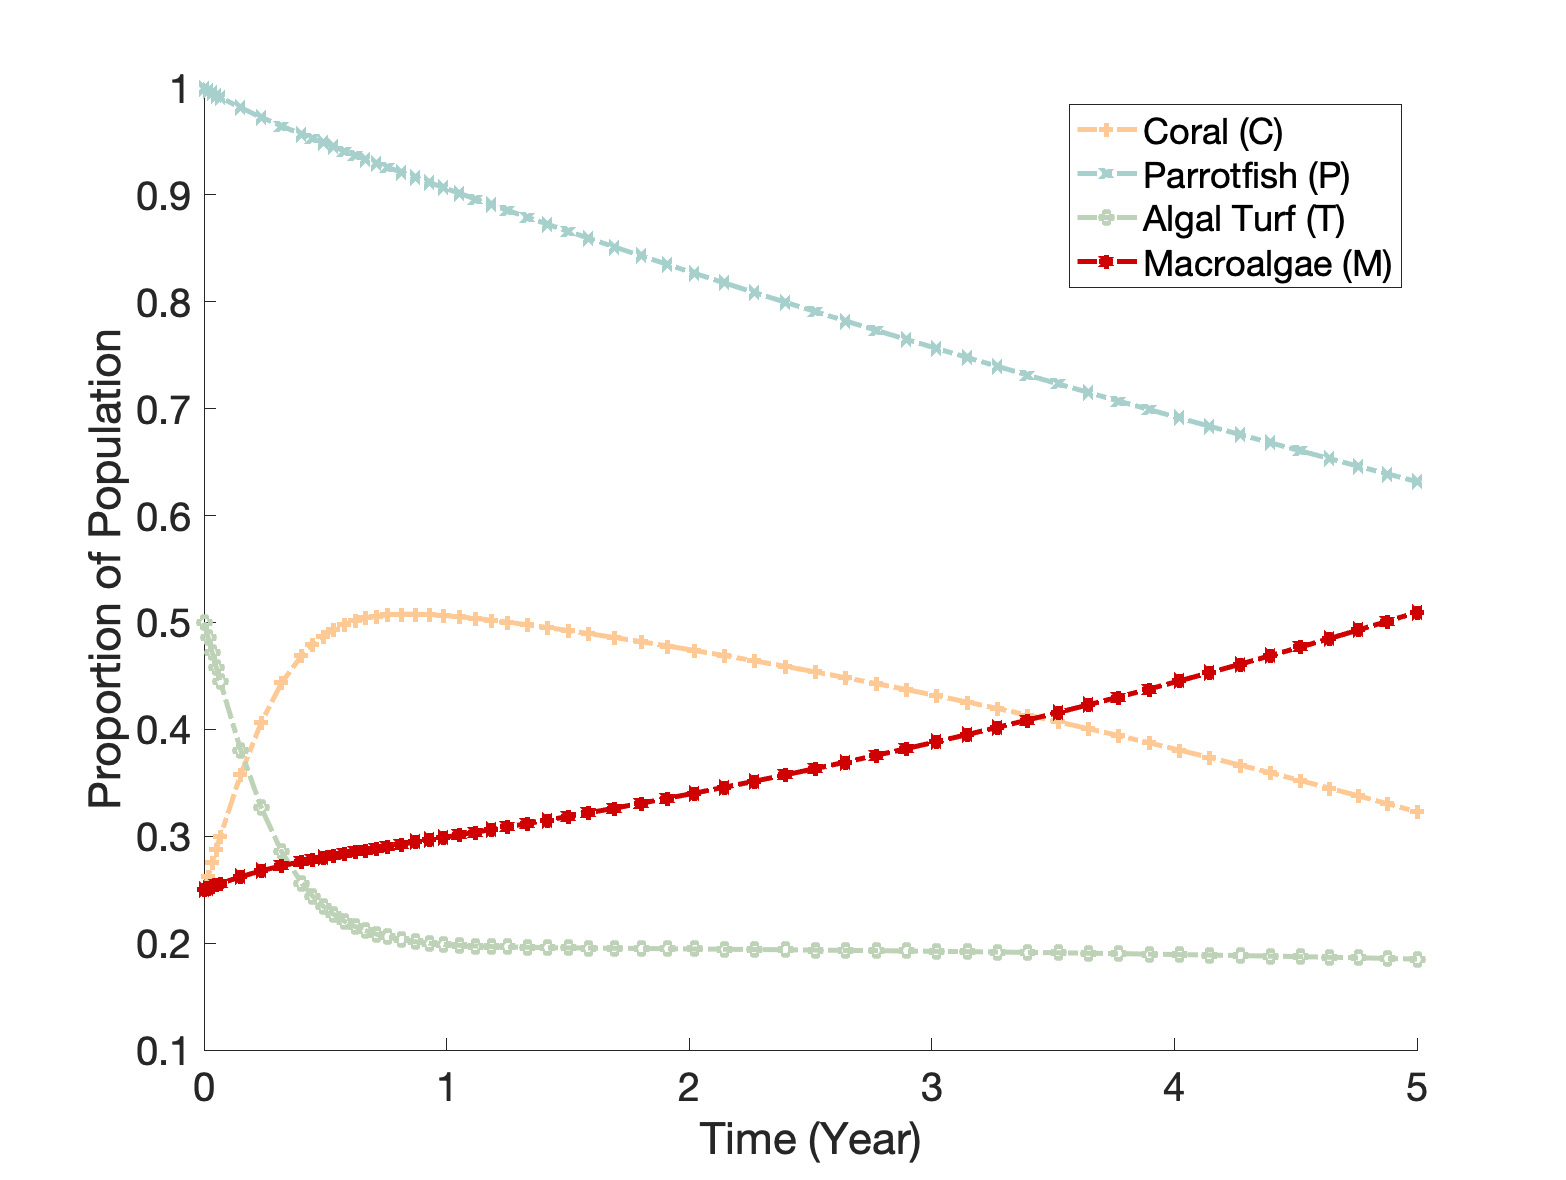 Proportion of Population
1
0.9
0.8
0.7
0.6
0.5
0.4
0.3
0.2
0.1
Coral (C)
Parrotfish (P)
Algal Turf (T)
Macroalgae (M)
0 1 2 3 4 5
Time (Year)